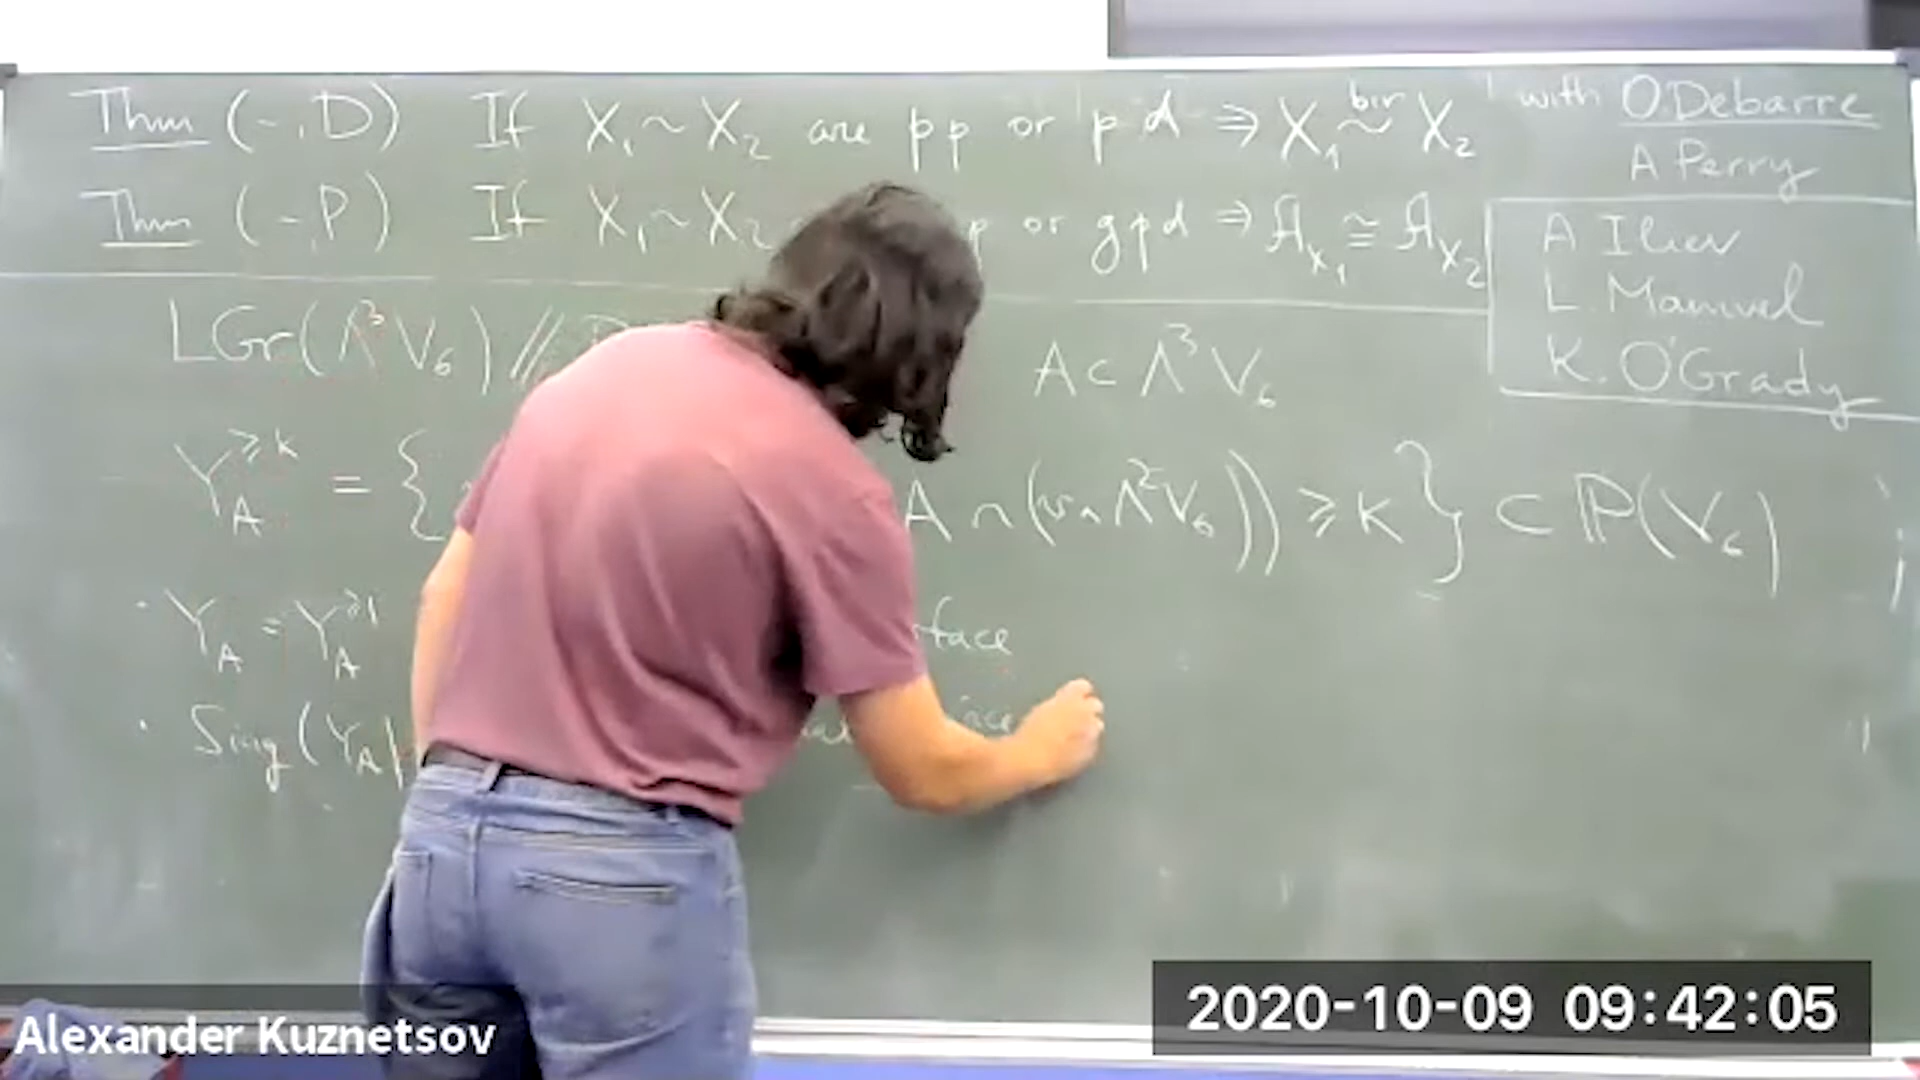 Thm (-,D) If X₁ ~ X₂ are pp or pd ⇒ X₁ ~^bir X₂
with O.Debarre
A Perry
Thm (-,P) If X₁ ~ X₂ or gpd ⇒ A_X₁ ≅ A_X₂
A Iliev
L. Manivel
K. O'Grady
LGr(Λ³V₆)// A ⊂ Λ³V₆
Y_A^≥k = { A ∩ (v ∧ Λ²V₆)) ≥ k } ⊂ ℙ(V₆)
· Y_A = Y_A^≥1
· Sing (Y_A)
Alexander Kuznetsov
2020-10-09 09:42:05